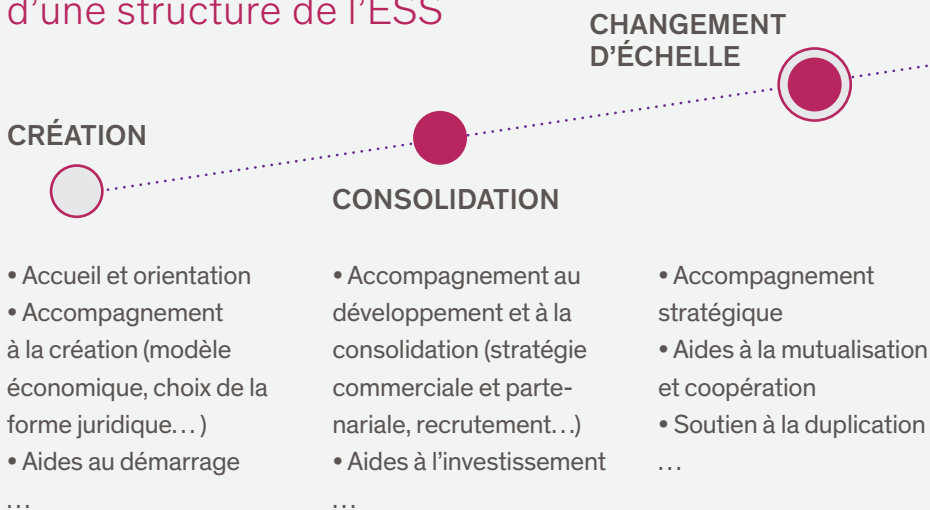 d'une structure de l'ESS
CRÉATION
• Accueil et orientation
• Accompagnement
à la création (modèle
économique, choix de la
forme juridique…)
• Aides au démarrage
…
CONSOLIDATION
• Accompagnement au
développement et à la
consolidation (stratégie
commerciale et parte-
nariale, recrutement…)
• Aides à l'investissement
…
CHANGEMENT
D'ÉCHELLE
• Accompagnement
stratégique
• Aides à la mutualisation
et coopération
• Soutien à la duplication
…